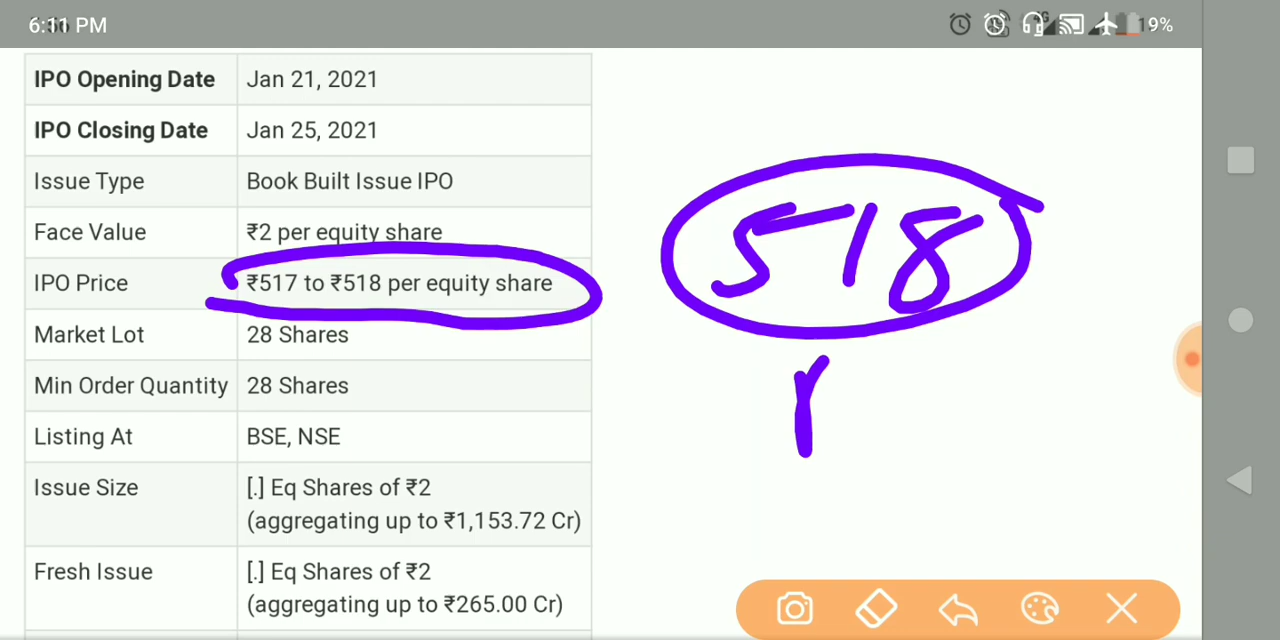 6:11 PM
9%
IPO Opening Date Jan 21, 2021
IPO Closing Date Jan 25, 2021
Issue Type Book Built Issue IPO
Face Value ₹2 per equity share
IPO Price ₹517 to ₹518 per equity share
518
Market Lot 28 Shares
Min Order Quantity 28 Shares
Listing At BSE, NSE
Issue Size [.] Eq Shares of ₹2
(aggregating up to ₹1,153.72 Cr)
Fresh Issue [.] Eq Shares of ₹2
(aggregating up to ₹265.00 Cr)